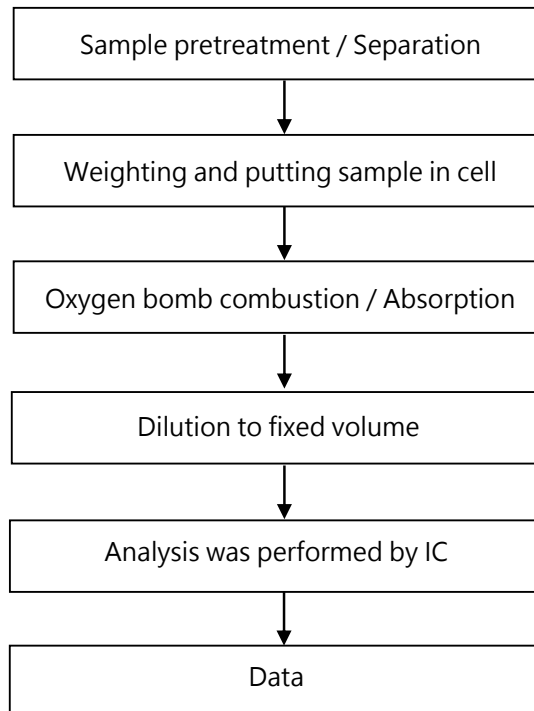 Sample pretreatment / Separation
Weighting and putting sample in cell
Oxygen bomb combustion / Absorption
Dilution to fixed volume
Analysis was performed by IC
Data